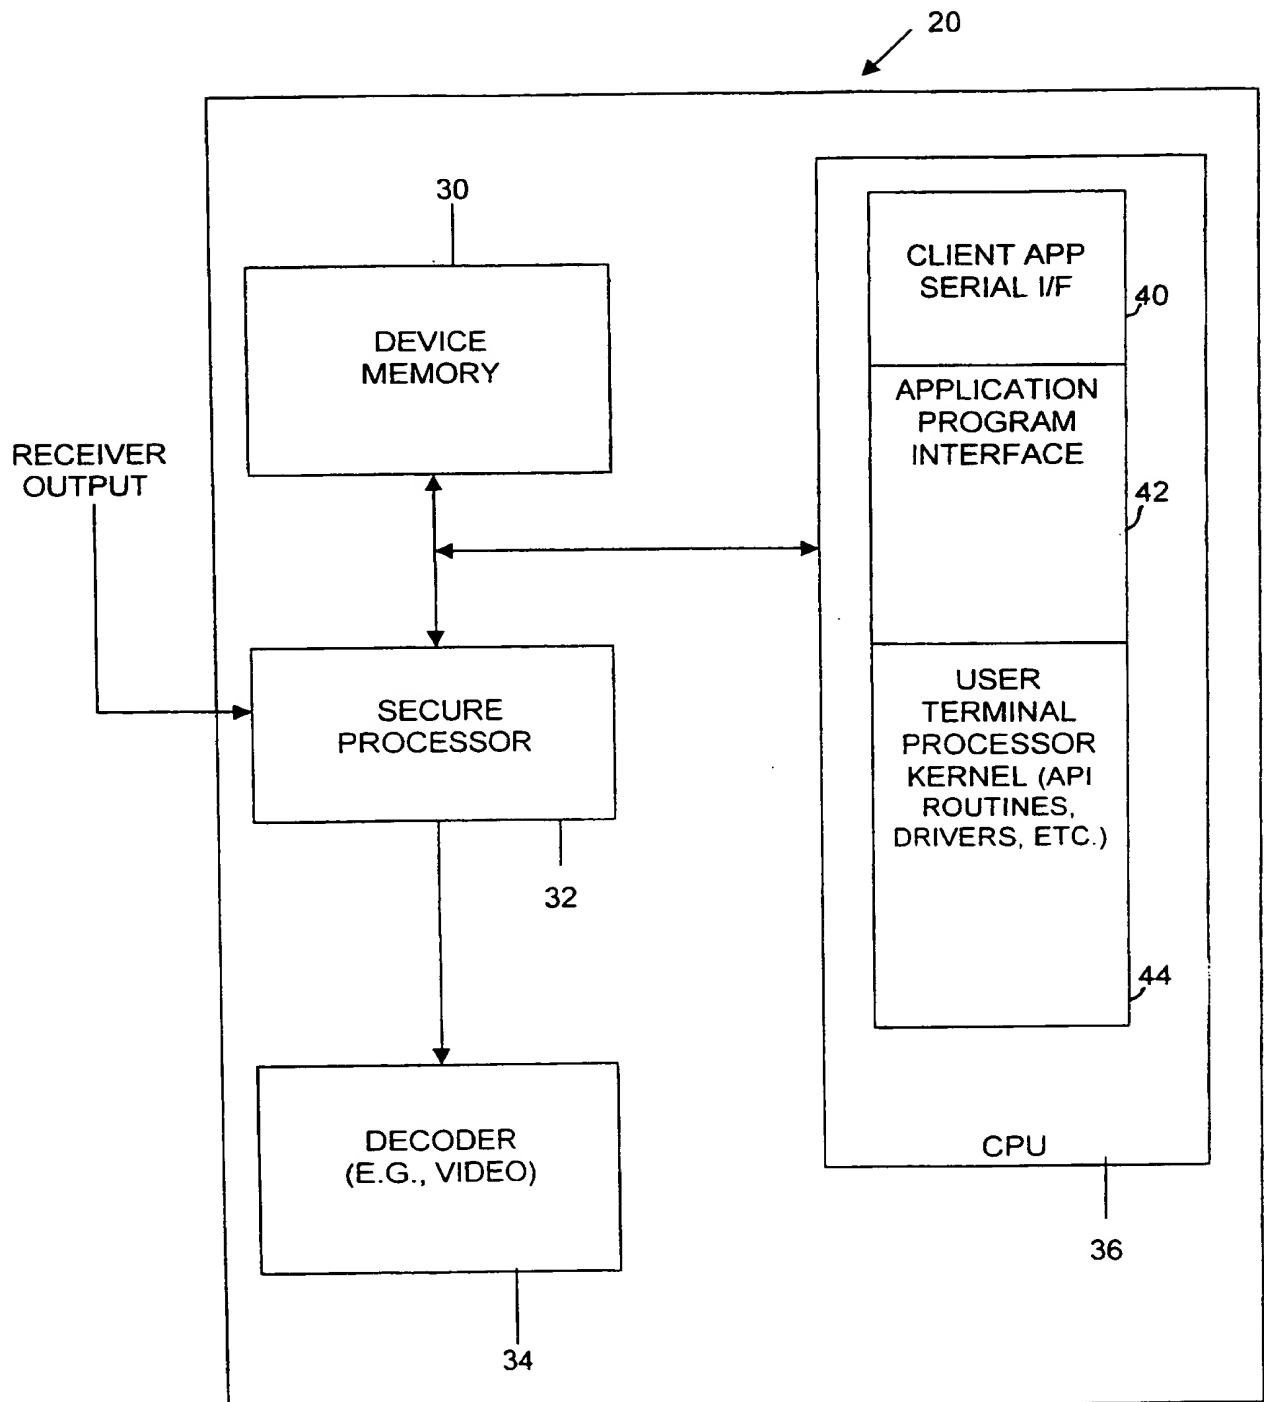 20
30
DEVICE
MEMORY
RECEIVER
OUTPUT
SECURE
PROCESSOR
32
DECODER
(E.G., VIDEO)
34
CLIENT APP
SERIAL I/F
40
APPLICATION
PROGRAM
INTERFACE
42
USER
TERMINAL
PROCESSOR
KERNEL (API
ROUTINES,
DRIVERS, ETC.)
44
CPU
36